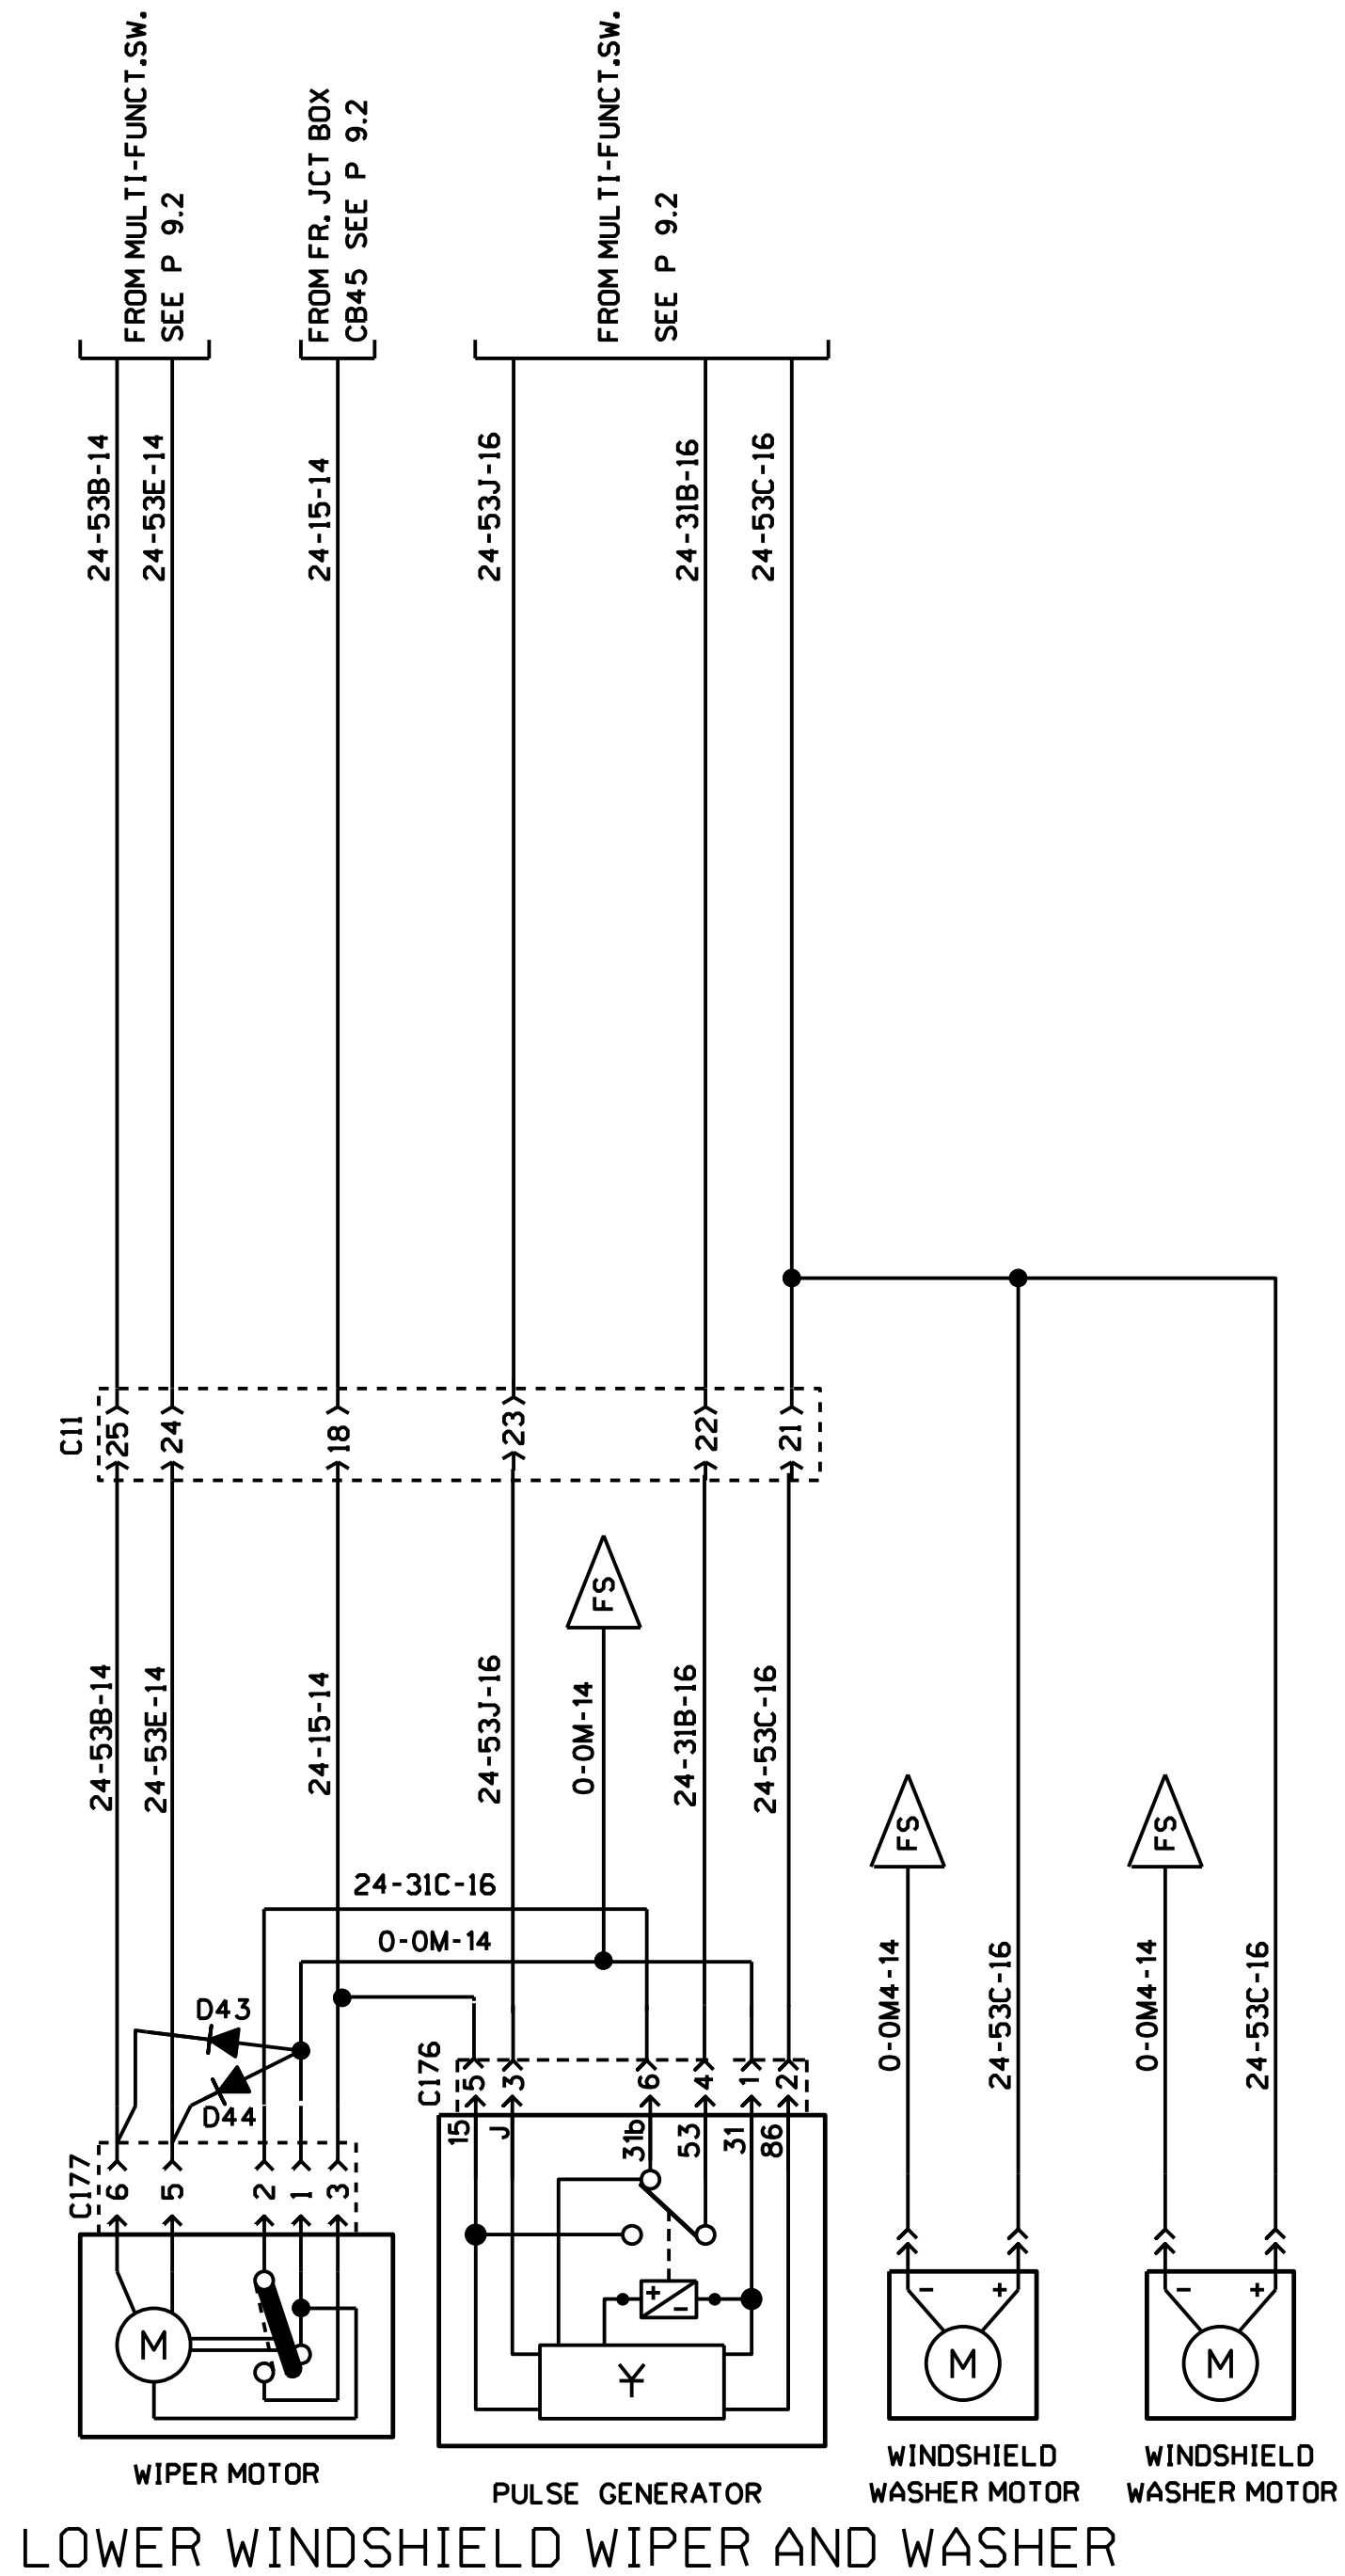 FROM MULTI-FUNCT.SW.
SEE P 9.2
FROM FR. JCT BOX
CB45 SEE P 9.2
FROM MULTI-FUNCT.SW.
SEE P 9.2
24-53B-14
24-53E-14
24-15-14
24-53J-16
24-31B-16
24-53C-16
C11
25
24
18
23
22
21
FS
24-53B-14
24-53E-14
24-15-14
24-53J-16
0-0M-14
24-31B-16
24-53C-16
FS
FS
24-31C-16
0-0M-14
0-0M4-14
24-53C-16
0-0M4-14
24-53C-16
D43
D44
C176
5
3
6
4
1
2
15
J
31b
53
31
86
C177
6
5
2
1
3
M
+
-
- +
M
- +
M
WIPER MOTOR
PULSE GENERATOR
WINDSHIELD
WASHER MOTOR
WINDSHIELD
WASHER MOTOR
LOWER WINDSHIELD WIPER AND WASHER